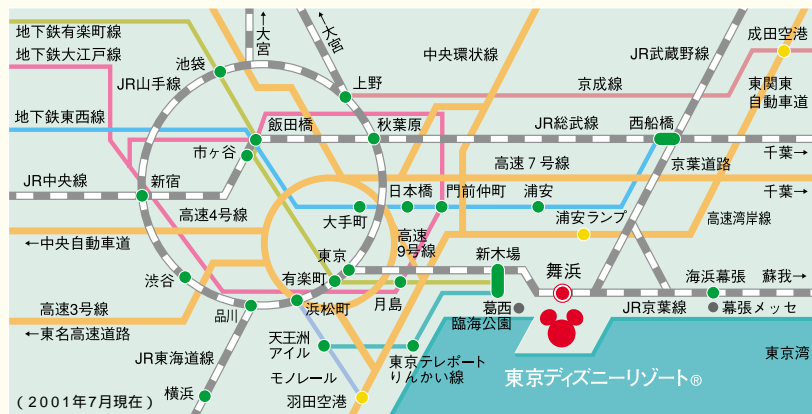 地下鉄有楽町線
地下鉄大江戸線
池袋
←大宮
←大宮
中央環状線
JR武蔵野線
成田空港
JR山手線
上野
京成線
東関東
自動車道
地下鉄東西線
飯田橋
秋葉原
JR総武線
西船橋
市ヶ谷
京葉道路
千葉→
高速7号線
JR中央線
新宿
日本橋
門前仲町
浦安
千葉→
高速4号線
大手町
浦安ランプ
高速湾岸線
←中央自動車道
東京
高速
9号線
新木場
舞浜
渋谷
有楽町
海浜幕張
蘇我→
高速3号線
品川
浜松町
月島
葛西
臨海公園
JR京葉線
幕張メッセ
←東名高速道路
天王洲
アイル
東京テレポート
りんかい線
東京湾
JR東海道線
モノレール
東京ディズニーリゾート®
横浜
羽田空港
(2001年7月現在)